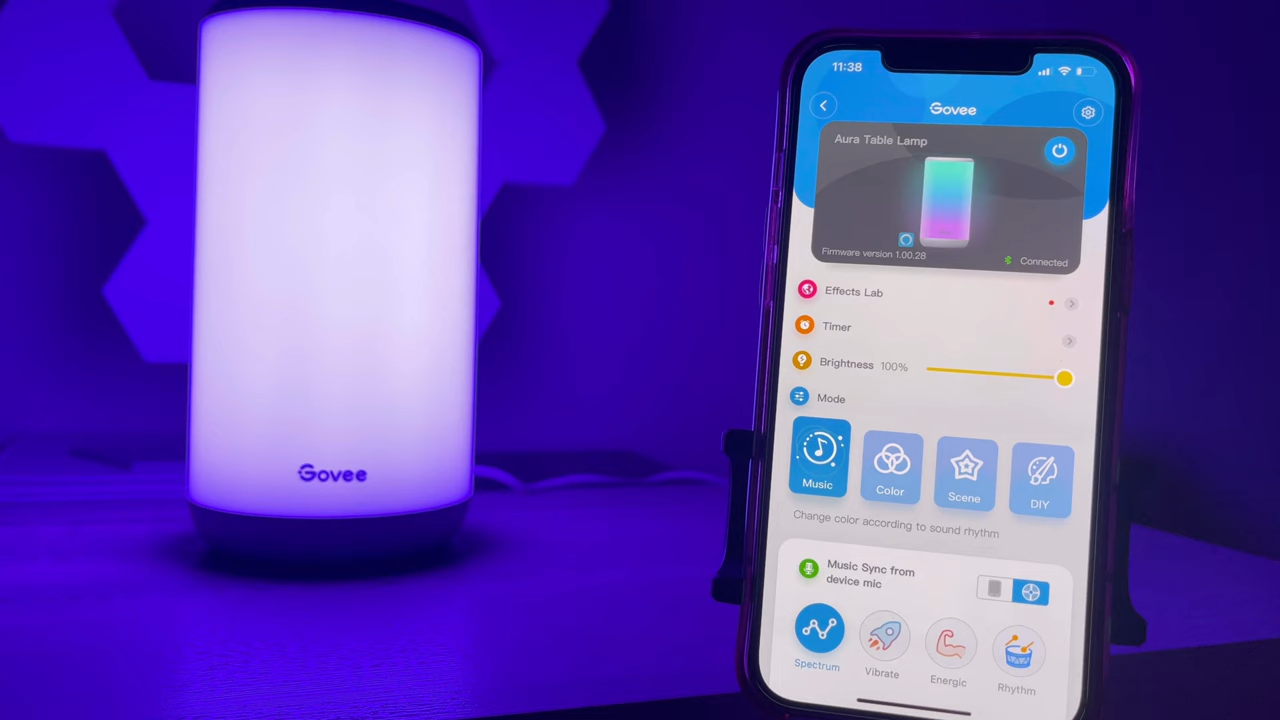 Govee
11:38
Govee
Aura Table Lamp
Firmware version 1.00.28
Connected
Effects Lab
Timer
Brightness 100%
Mode
Music
Color
Scene
DIY
Change color according to sound rhythm
Music Sync from
device mic
Spectrum
Vibrate
Energic
Rhythm